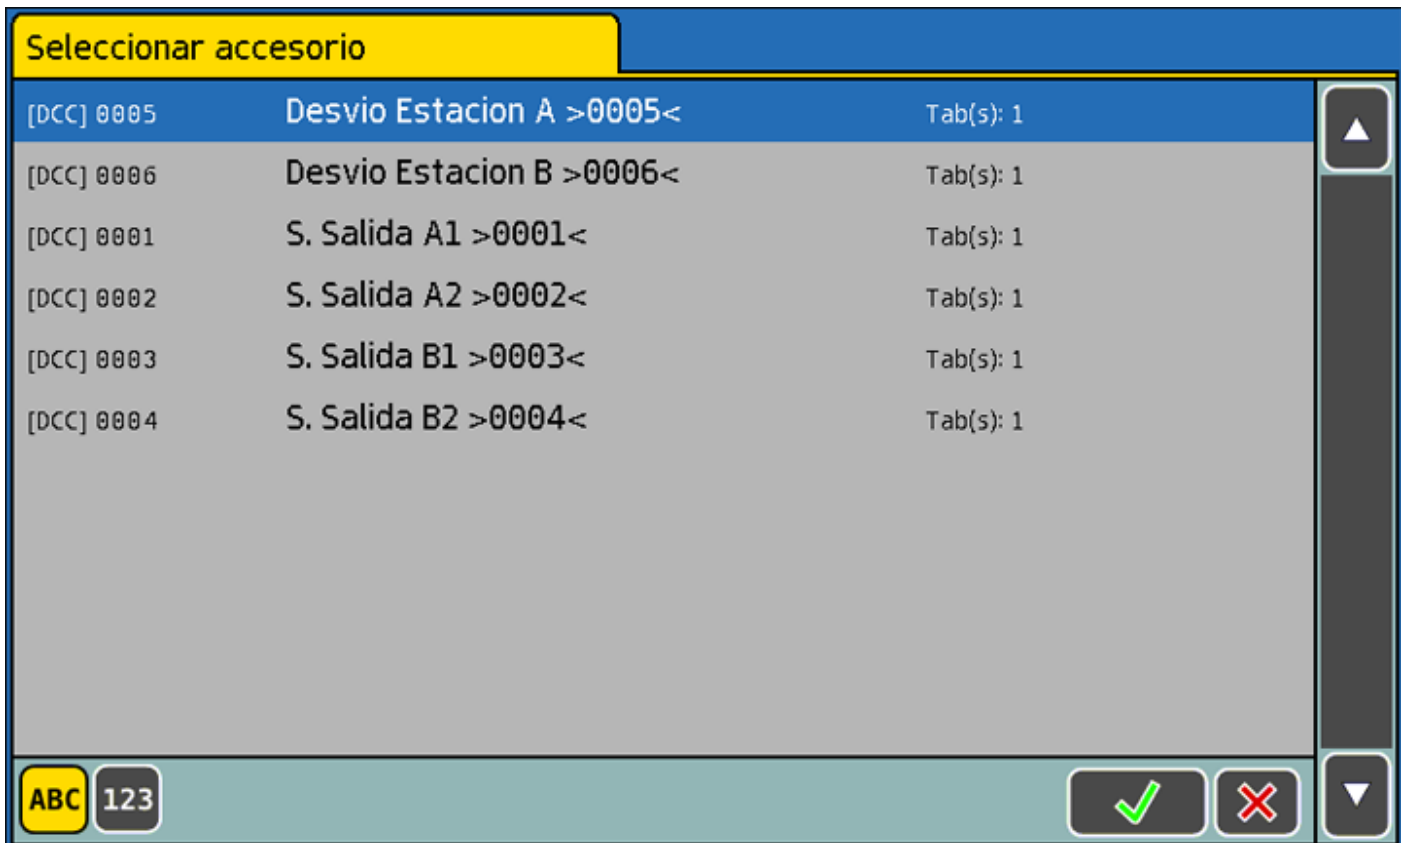 Seleccionar accesorio
[DCC] 0005 Desvio Estacion A >0005< Tab(s): 1
[DCC] 0006 Desvio Estacion B >0006< Tab(s): 1
[DCC] 0001 S. Salida A1 >0001< Tab(s): 1
[DCC] 0002 S. Salida A2 >0002< Tab(s): 1
[DCC] 0003 S. Salida B1 >0003< Tab(s): 1
[DCC] 0004 S. Salida B2 >0004< Tab(s): 1
ABC 123